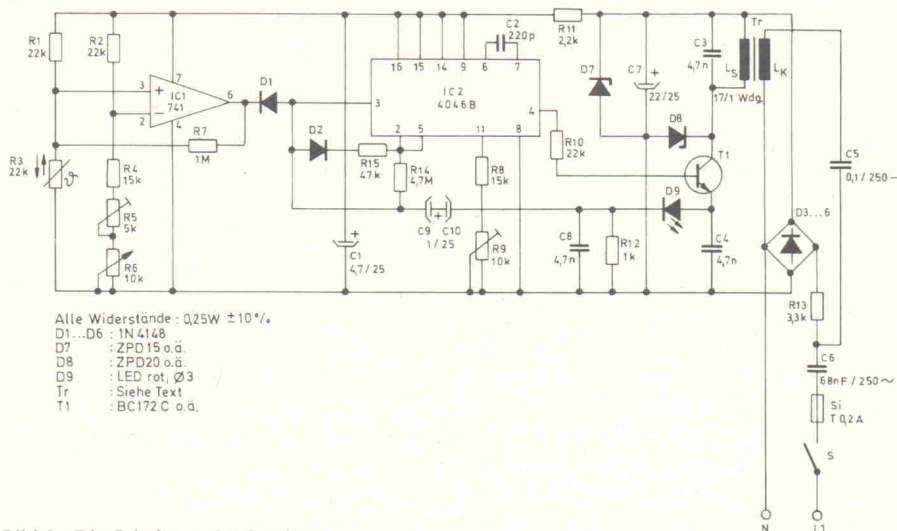 R1
22k
R2
22k
3
2
7
4
6
IC1
741
D1
R7
1M
R3
22k
ϑ
R4
15k
R5
5k
R6
10k
D2
R15
47k
R14
4,7M
C9
C10
1/25
C1
4,7/25
16
15
14
9
6
7
C2
220p
IC2
4046B
3
4
2
5
11
8
R8
15k
R9
10k
R10
22k
R11
2,2k
D7
C7
22/25
D8
C3
4,7n
Tr
LS
LK
17/1 Wdg
T1
D9
C8
4,7n
R12
1k
C4
4,7n
C5
0,1/250~
D3...6
R13
3,3k
C6
68nF/250~
Si
T 0,2A
S
N
L1
Alle Widerstände : 0,25W ±10%
D1...D6 : 1N4148
D7 : ZPD15 o.ä.
D8 : ZPD20 o.ä.
D9 : LED rot, Ø3
Tr : Siehe Text
T1 : BC172C o.ä.